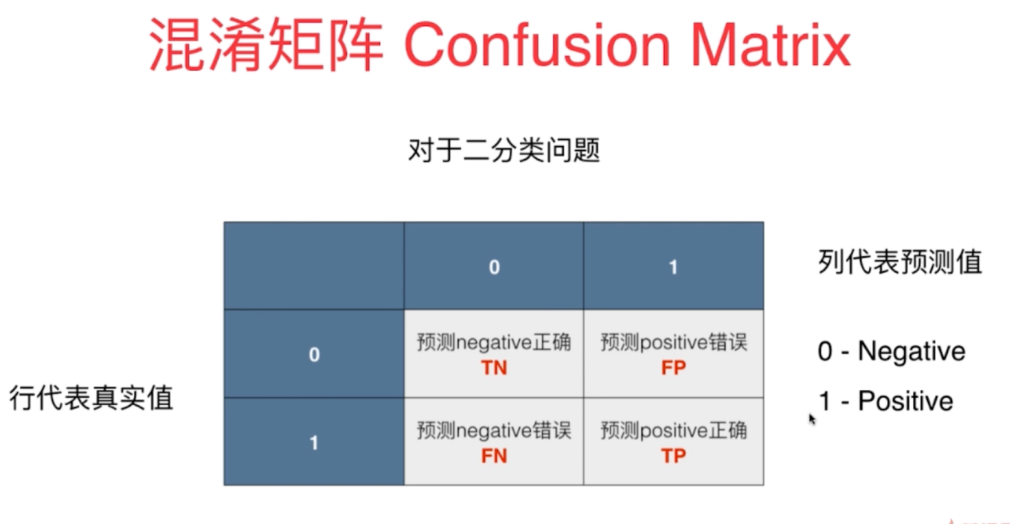 混淆矩阵 Confusion Matrix
对于二分类问题
0
1
列代表预测值
0
预测negative正确
TN
预测positive错误
FP
0 - Negative
行代表真实值
1 - Positive
1
预测negative错误
FN
预测positive正确
TP